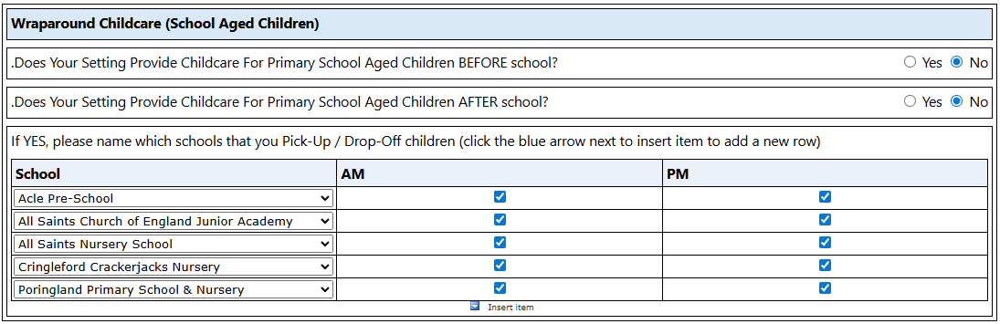 Wraparound Childcare (School Aged Children)
.Does Your Setting Provide Childcare For Primary School Aged Children BEFORE school? Yes No
.Does Your Setting Provide Childcare For Primary School Aged Children AFTER school? Yes No
If YES, please name which schools that you Pick-Up / Drop-Off children (click the blue arrow next to insert item to add a new row)
School AM PM
Acle Pre-School
All Saints Church of England Junior Academy
All Saints Nursery School
Cringleford Crackerjacks Nursery
Poringland Primary School & Nursery
Insert item